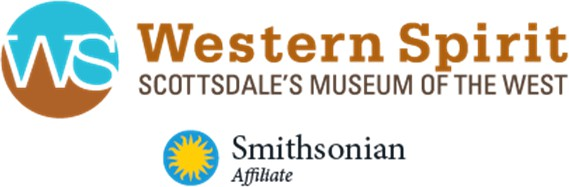 WS
Western Spirit
SCOTTSDALE'S MUSEUM OF THE WEST
Smithsonian
Affiliate